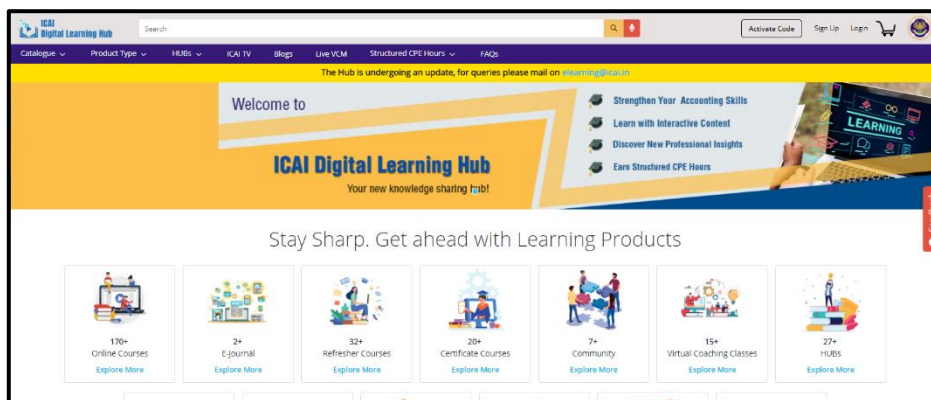 ICAI
Digital Learning Hub
Search
Activate Code
Sign Up
Login
Catalogue
Product Type
HUBs
ICAI TV
Blogs
Live VCM
Structured CPE Hours
FAQs
The Hub is undergoing an update, for queries please mail on elearning@icai.in
Welcome to
ICAI Digital Learning Hub
Your new knowledge sharing hub!
Strengthen Your Accounting Skills
Learn with Interactive Content
Discover New Professional Insights
Earn Structured CPE Hours
LEARNING
Stay Sharp. Get ahead with Learning Products
170+
Online Courses
Explore More
2+
E-Journal
Explore More
32+
Refresher Courses
Explore More
20+
Certificate Courses
Explore More
7+
Community
Explore More
15+
Virtual Coaching Classes
Explore More
27+
HUBs
Explore More